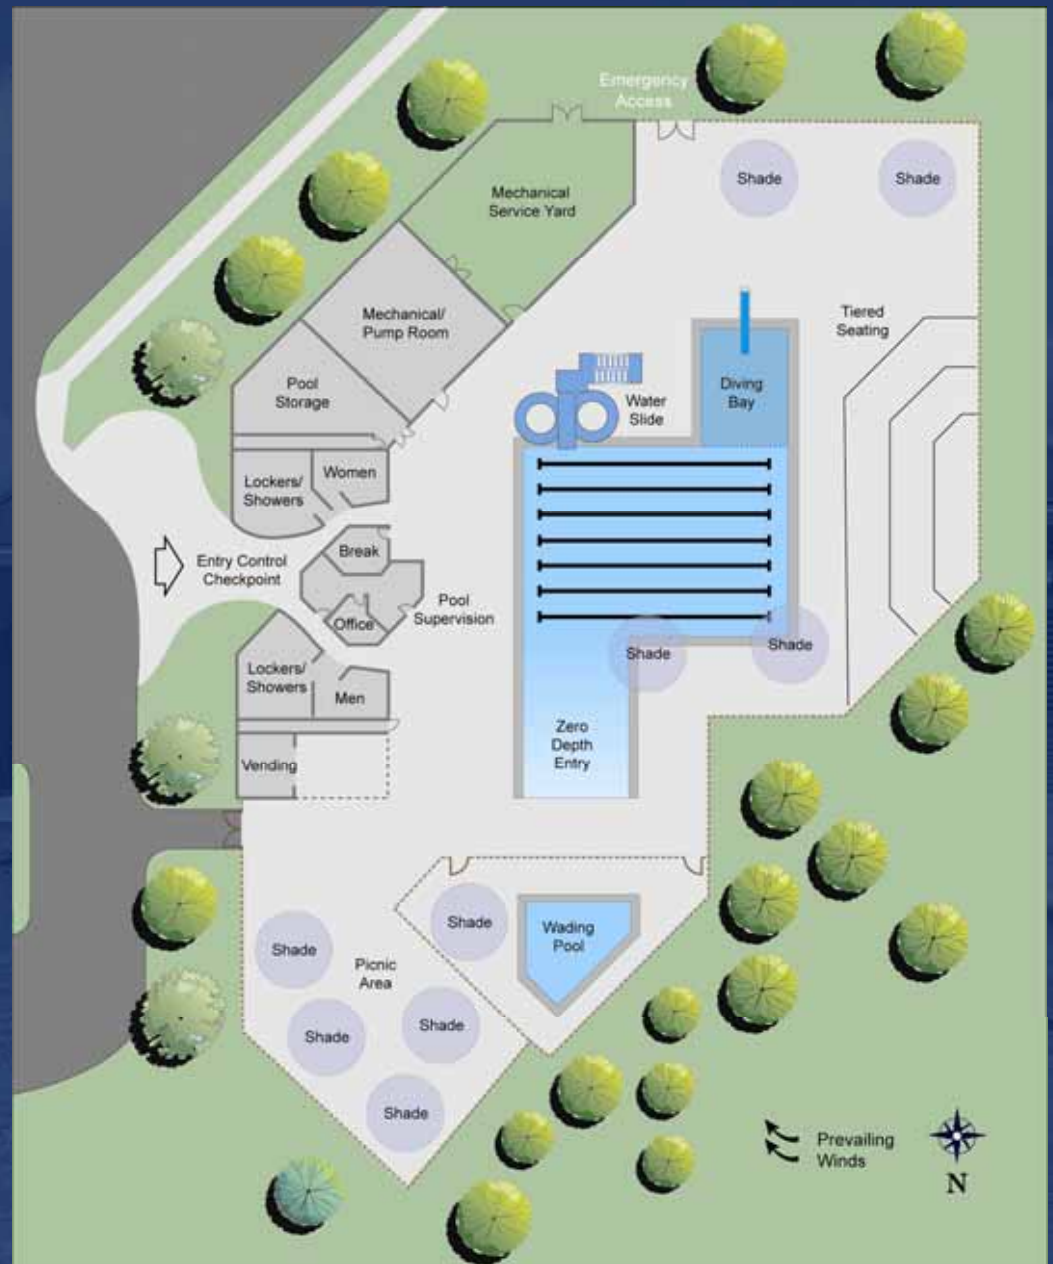 Emergency
Access
Shade
Shade
Mechanical
Service Yard
Mechanical/
Pump Room
Tiered
Seating
Pool
Storage
Diving
Bay
Water
Slide
Women
Lockers/
Showers
Break
Entry Control
Checkpoint
Pool
Supervision
Office
Shade
Shade
Lockers/
Showers
Men
Zero
Depth
Entry
Vending
Shade
Wading
Pool
Shade
Picnic
Area
Shade
Shade
Shade
Prevailing
Winds
N